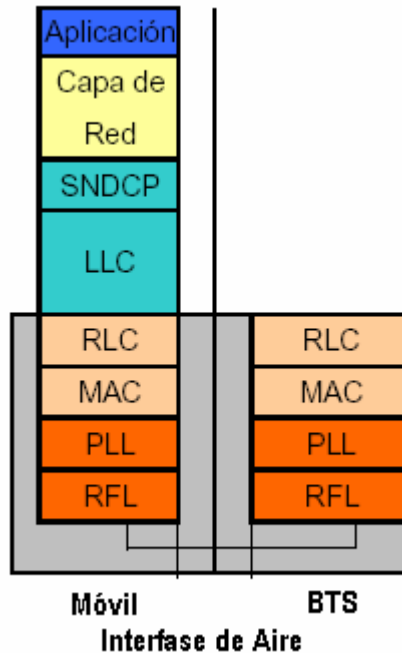 Aplicación
Capa de
Red
SNDCP
LLC
RLC
MAC
PLL
RFL
RLC
MAC
PLL
RFL
Móvil
BTS
Interfase de Aire